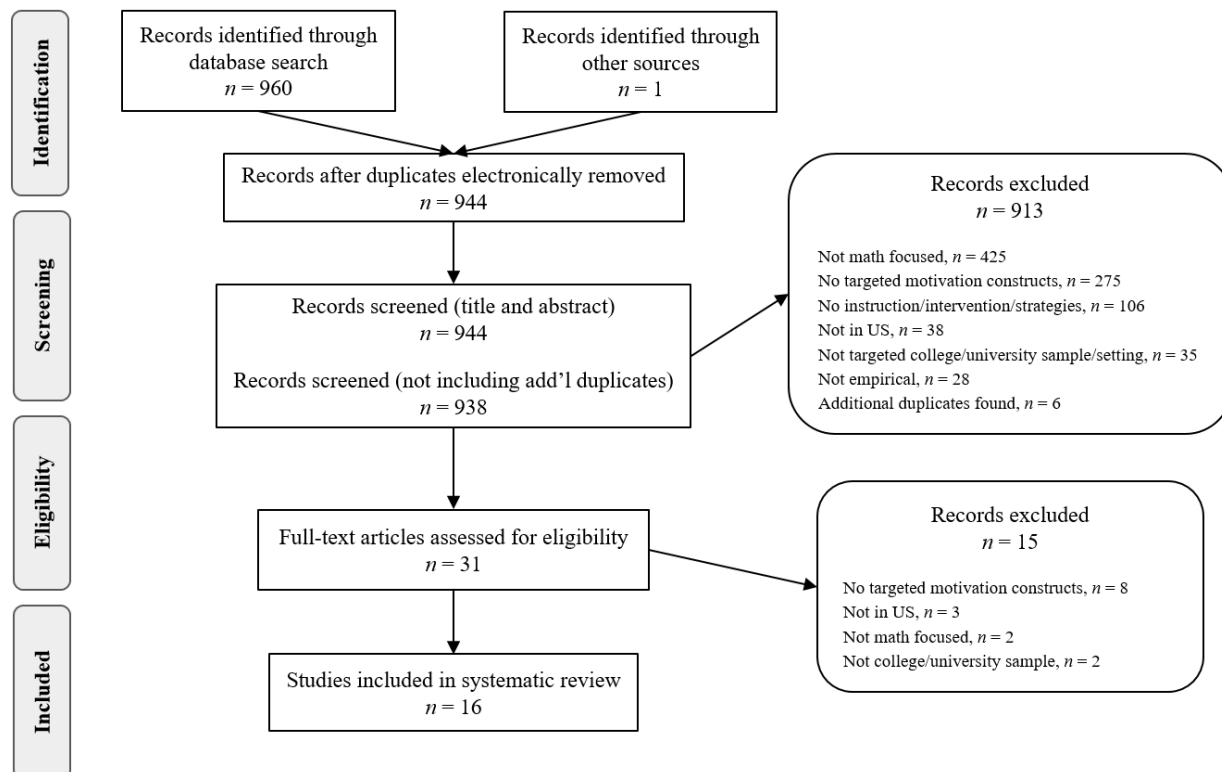 Identification
Records identified through
database search
n = 960
Records identified through
other sources
n = 1
Records after duplicates electronically removed
n = 944
Screening
Records screened (title and abstract)
n = 944
Records screened (not including add’l duplicates)
n = 938
Records excluded
n = 913
Not math focused, n = 425
No targeted motivation constructs, n = 275
No instruction/intervention/strategies, n = 106
Not in US, n = 38
Not targeted college/university sample/setting, n = 35
Not empirical, n = 28
Additional duplicates found, n = 6
Eligibility
Full-text articles assessed for eligibility
n = 31
Records excluded
n = 15
No targeted motivation constructs, n = 8
Not in US, n = 3
Not math focused, n = 2
Not college/university sample, n = 2
Included
Studies included in systematic review
n = 16